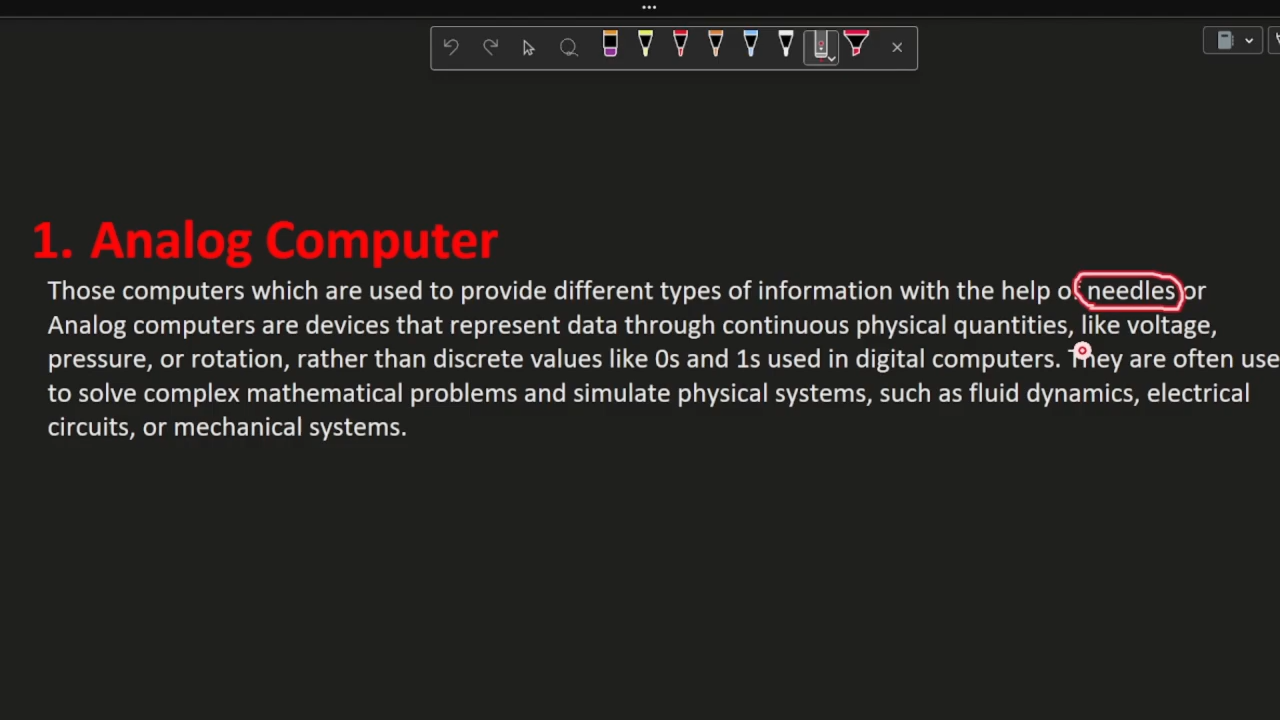 1. Analog Computer
Those computers which are used to provide different types of information with the help of needles or
Analog computers are devices that represent data through continuous physical quantities, like voltage,
pressure, or rotation, rather than discrete values like 0s and 1s used in digital computers. They are often use
to solve complex mathematical problems and simulate physical systems, such as fluid dynamics, electrical
circuits, or mechanical systems.